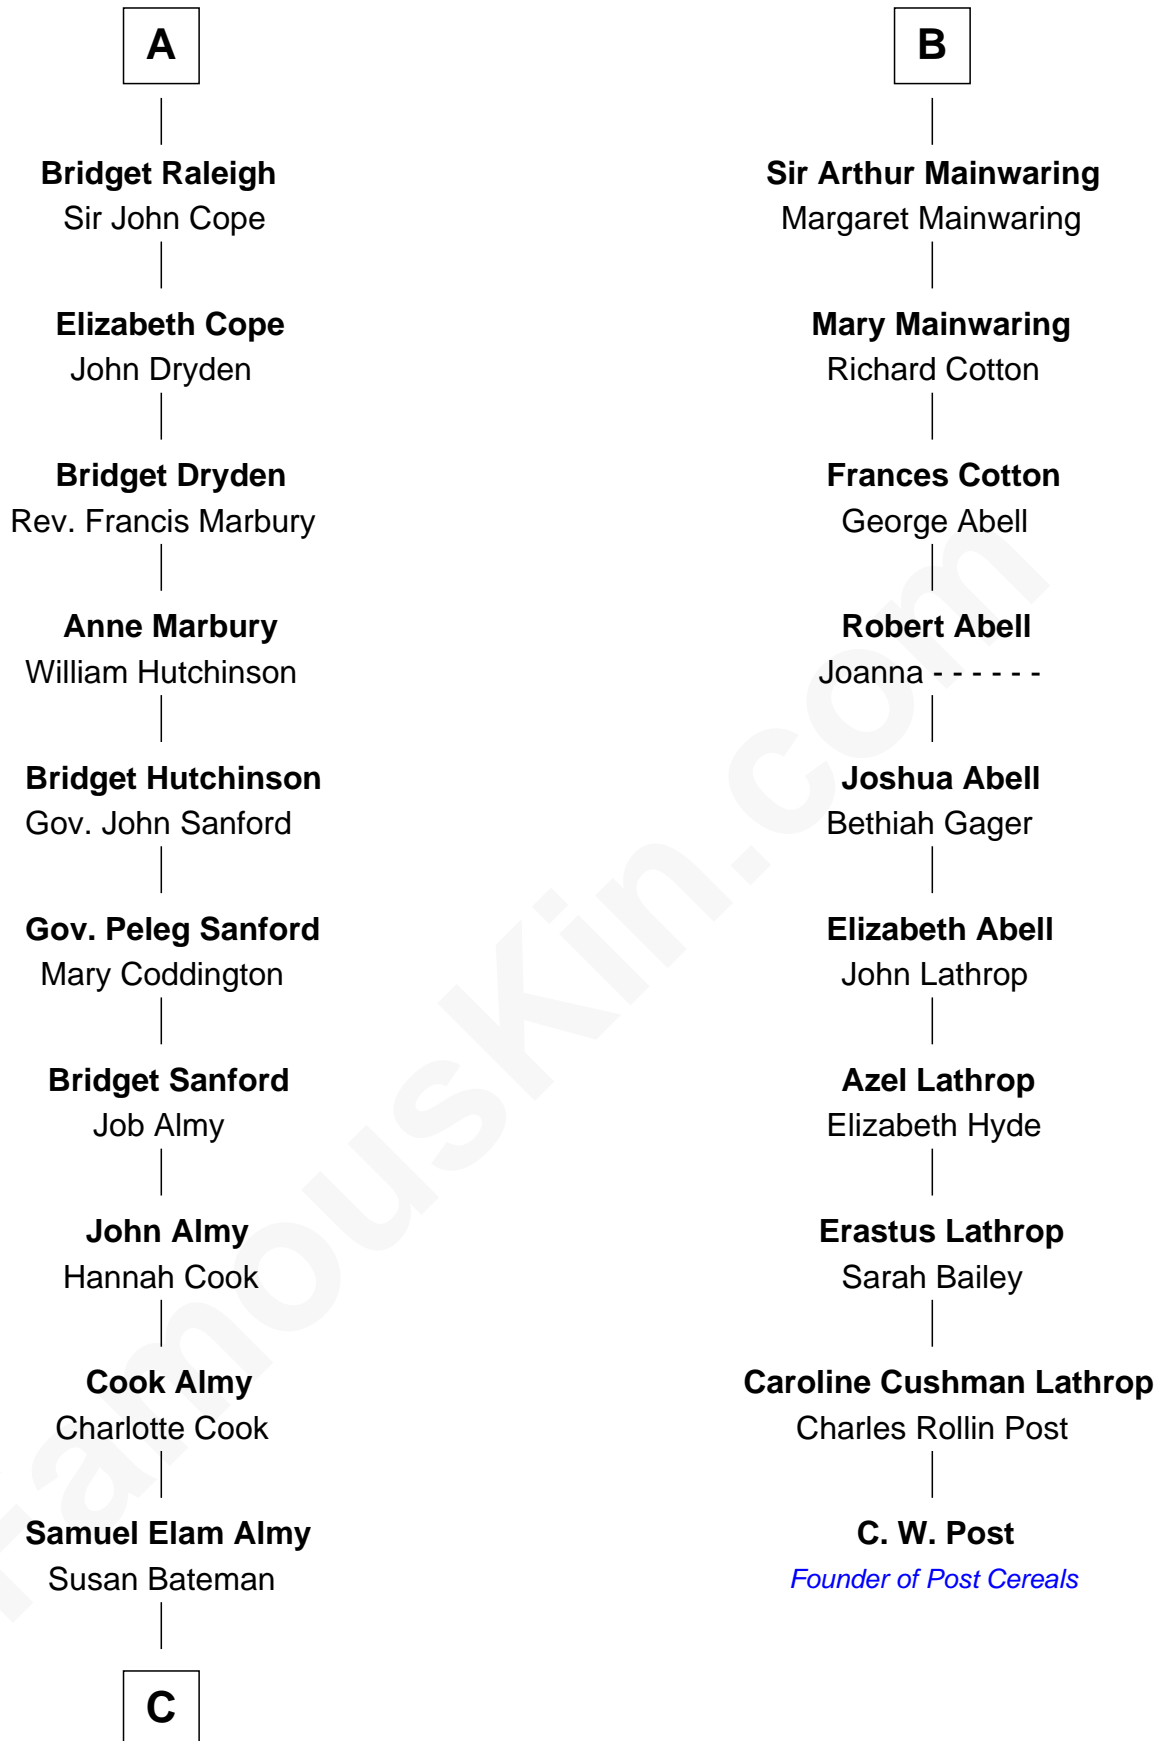 A
Bridget Raleigh
Sir John Cope
Elizabeth Cope
John Dryden
Bridget Dryden
Rev. Francis Marbury
Anne Marbury
William Hutchinson
Bridget Hutchinson
Gov. John Sanford
Gov. Peleg Sanford
Mary Coddington
Bridget Sanford
Job Almy
John Almy
Hannah Cook
Cook Almy
Charlotte Cook
Samuel Elam Almy
Susan Bateman
C
B
Sir Arthur Mainwaring
Margaret Mainwaring
Mary Mainwaring
Richard Cotton
Frances Cotton
George Abell
Robert Abell
Joanna - - - - - -
Joshua Abell
Bethiah Gager
Elizabeth Abell
John Lathrop
Azel Lathrop
Elizabeth Hyde
Erastus Lathrop
Sarah Bailey
Caroline Cushman Lathrop
Charles Rollin Post
C. W. Post
Founder of Post Cereals
FamousKin.com